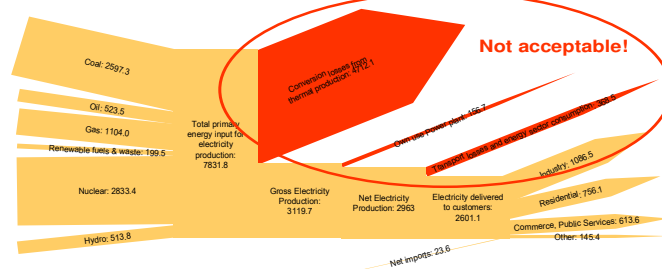 Not acceptable!
Coal: 2597.3
Oil: 523.5
Gas: 1104.0
Renewable fuels & waste: 199.5
Nuclear: 2833.4
Hydro: 513.8
Total primary
energy input for
electricity
production:
7831.8
Conversion losses from
thermal production: 4712.1
Own use Power plant: 156.7
Transport losses and energy sector consumption: 368.5
Gross Electricity
Production:
3119.7
Net Electricity
Production: 2963
Electricity delivered
to customers:
2601.1
Industry: 1086.5
Residential: 756.1
Commerce, Public Services: 613.6
Other: 145.4
Net imports: 23.6